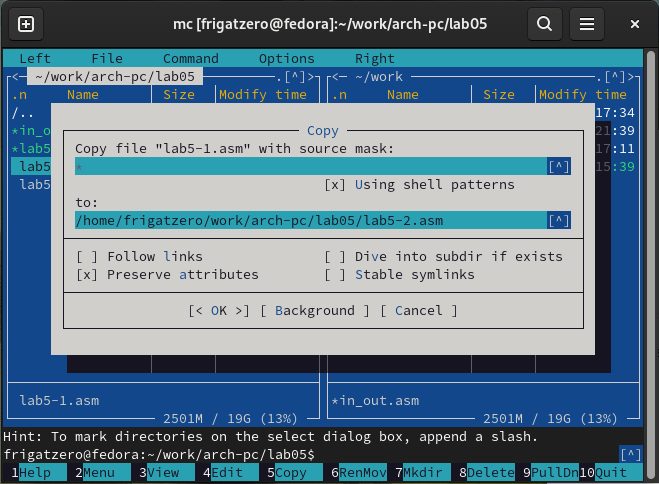 mc [frigatzero@fedora]:~/work/arch-pc/lab05
Left File Command Options Right
<─ ~/work/arch-pc/lab05 .[^]> <─ ~/work .[^]>
.n Name Size Modify time .n Name Size Modify time
/.. 17:34
*in_o 21:39
*lab5 17:11
lab5 15:39
lab5
Copy
Copy file "lab5-1.asm" with source mask:
* [^]
[x] Using shell patterns
to:
/home/frigatzero/work/arch-pc/lab05/lab5-2.asm [^]
[ ] Follow links [ ] Dive into subdir if exists
[x] Preserve attributes [ ] Stable symlinks
[< OK >] [ Background ] [ Cancel ]
lab5-1.asm *in_out.asm
2501M / 19G (13%) 2501M / 19G (13%)
Hint: To mark directories on the select dialog box, append a slash.
frigatzero@fedora:~/work/arch-pc/lab05$ [^]
1Help 2Menu 3View 4Edit 5Copy 6RenMov 7Mkdir 8Delete 9PullDn 10Quit